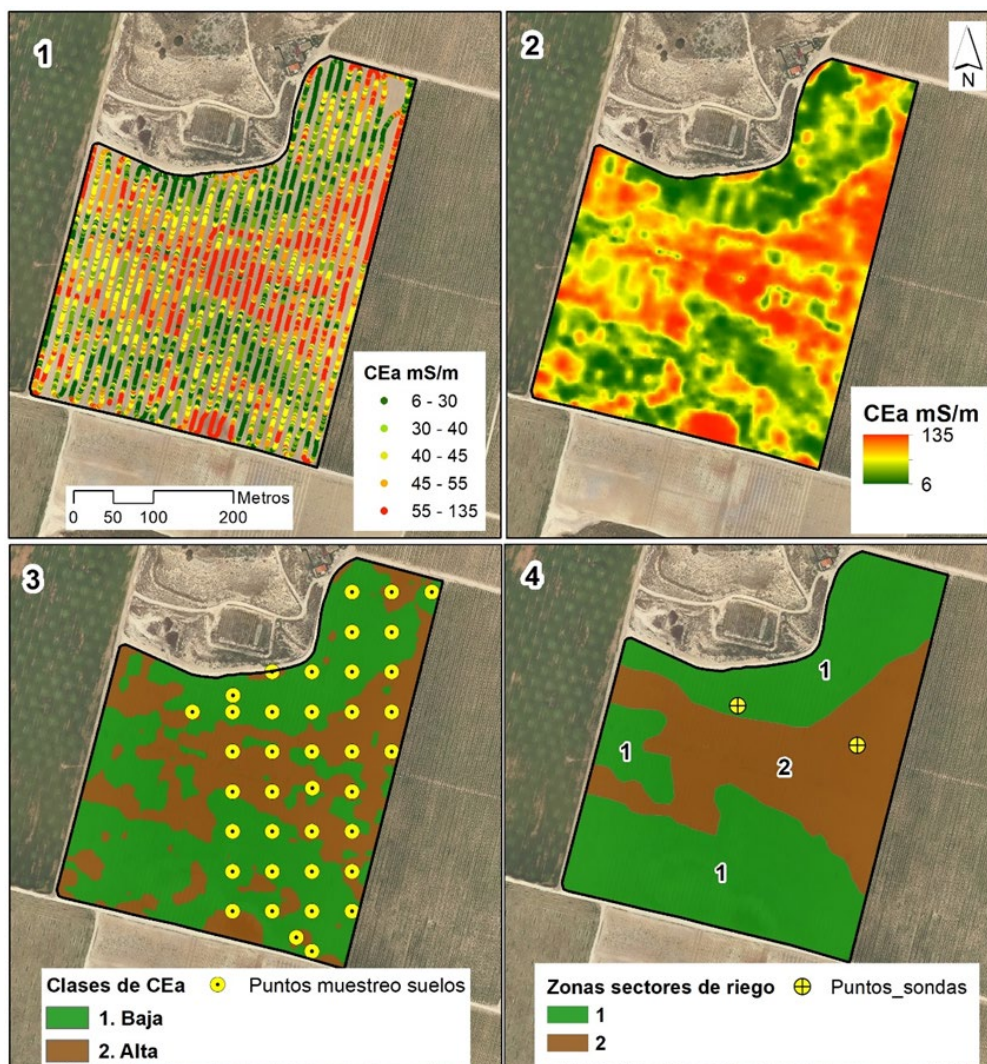 1
CEa mS/m
6 - 30
30 - 40
40 - 45
45 - 55
55 - 135
Metros
0 50 100 200
2
N
CEa mS/m
135
6
3
Clases de CEa
Puntos muestreo suelos
1. Baja
2. Alta
4
1
1
2
1
Zonas sectores de riego
Puntos_sondas
1
2